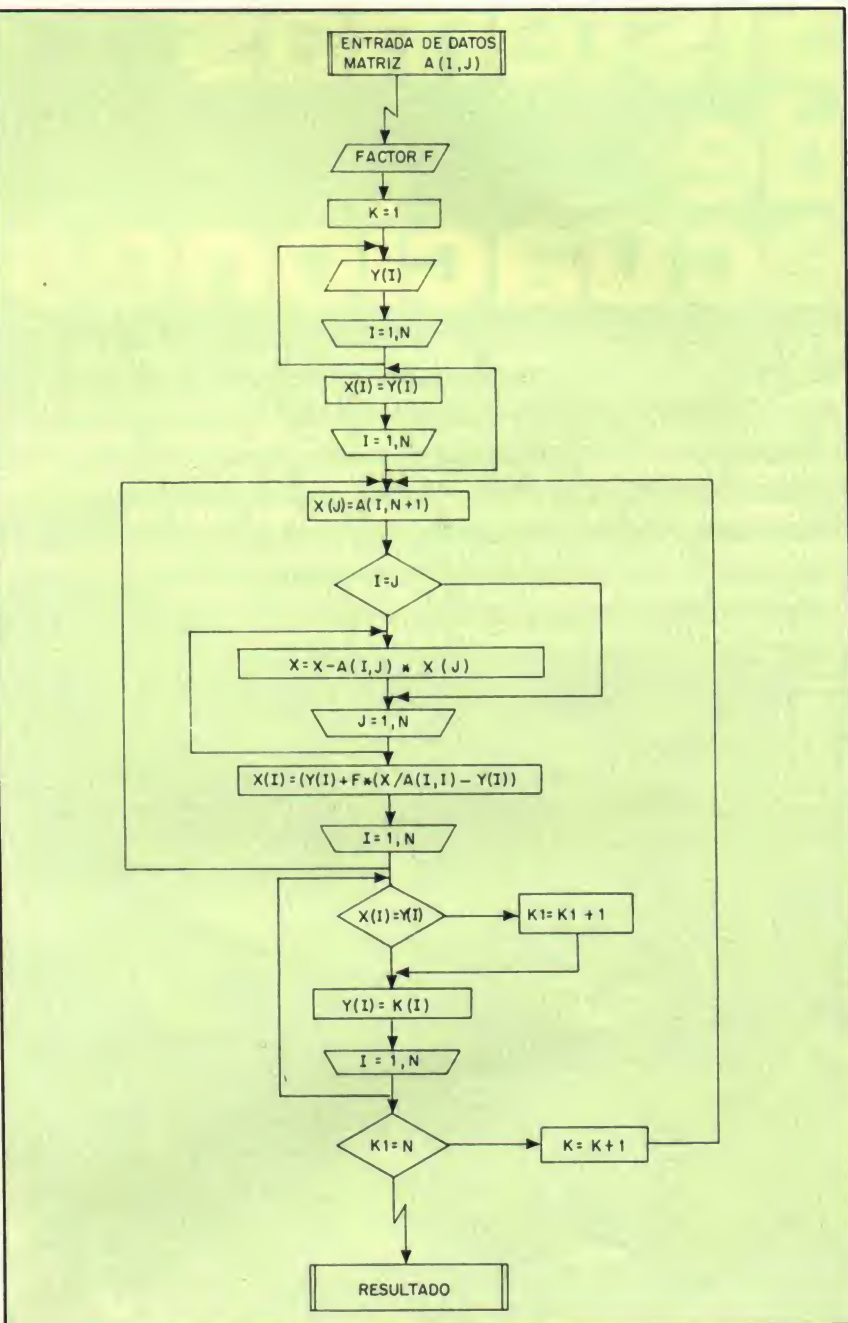 ENTRADA DE DATOS
MATRIZ A(I,J)
FACTOR F
K=1
Y(I)
I=1,N
X(I)=Y(I)
I=1,N
X(J)=A(I,N+1)
I=J
X=X-A(I,J) * X(J)
J=1,N
X(I)=(Y(I)+F*(X/A(I,I)-Y(I))
I=1,N
X(I)=Y(I)
K1=K1+1
Y(I)=K(I)
I=1,N
K1=N
K=K+1
RESULTADO